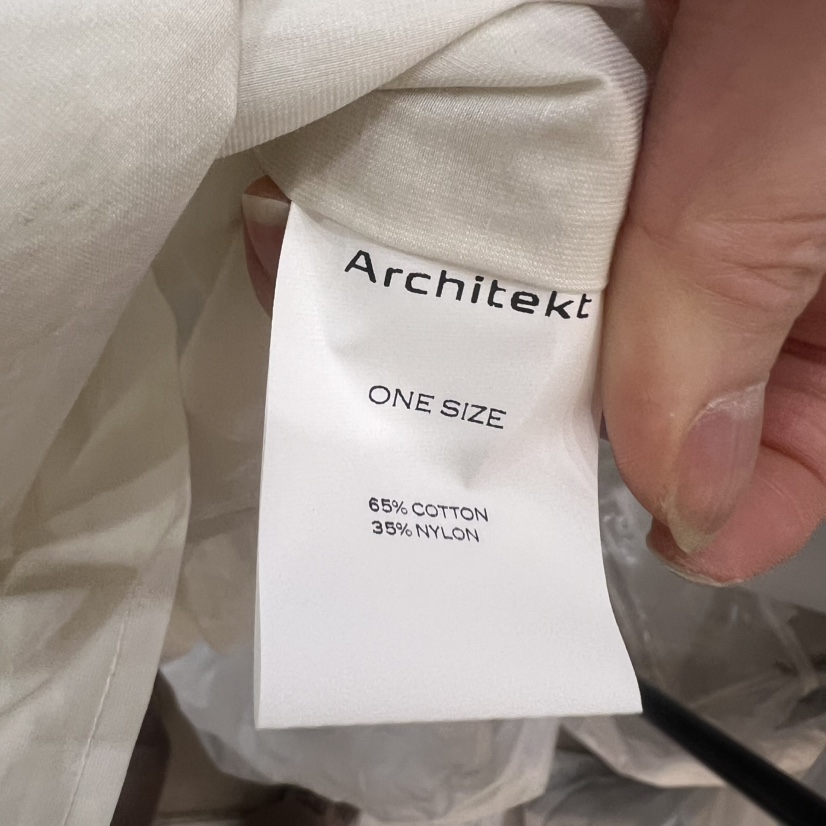 Architekt
ONE SIZE
65% COTTON
35% NYLON